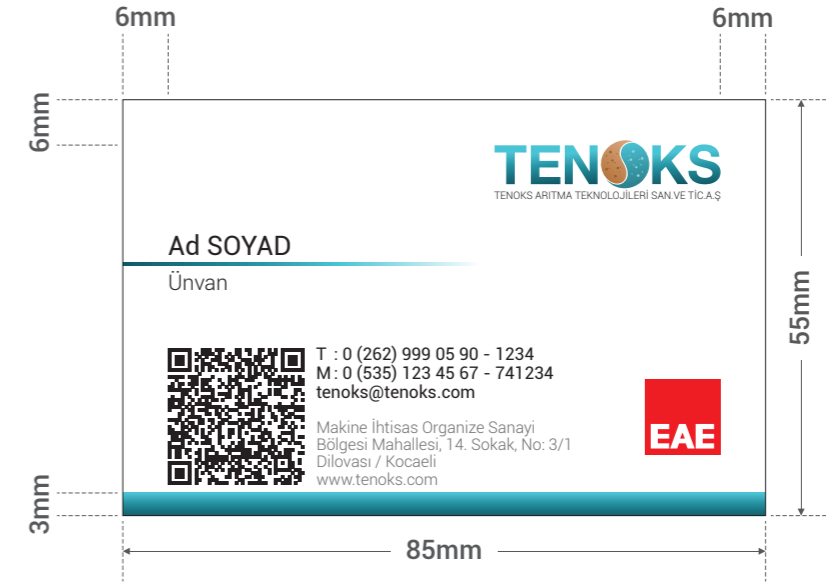 6mm
6mm
6mm
TENOKS
TENOKS ARITMA TEKNOLOJİLERİ SAN.VE TİC.A.Ş
Ad SOYAD
Ünvan
55mm
T : 0 (262) 999 05 90 - 1234
M : 0 (535) 123 45 67 - 741234
tenoks@tenoks.com
Makine İhtisas Organize Sanayi
Bölgesi Mahallesi, 14. Sokak, No: 3/1
Dilovası / Kocaeli
www.tenoks.com
EAE
3mm
85mm